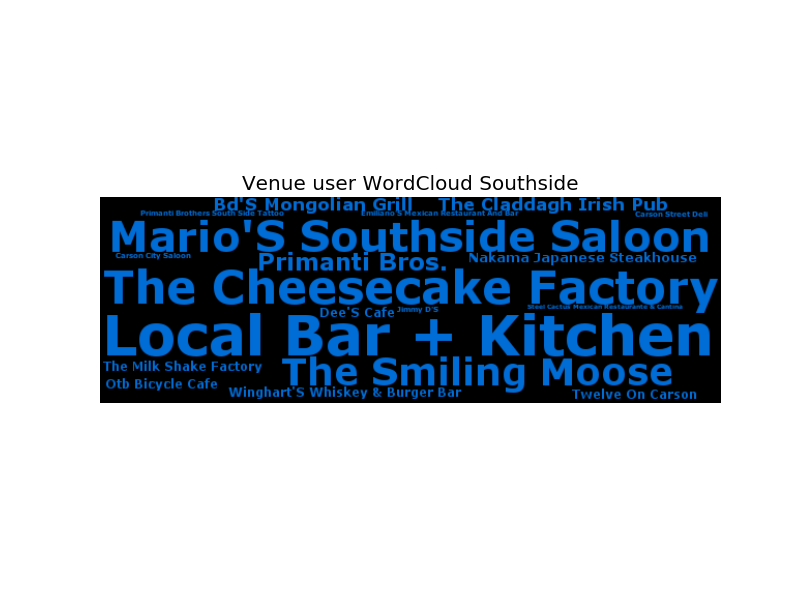 Venue user WordCloud Southside
Bd'S Mongolian Grill
The Claddagh Irish Pub
Primanti Brothers South Side Tattoo
Emiliano'S Mexican Restaurant And Bar
Carson Street Deli
Mario'S Southside Saloon
Carson City Saloon
Primanti Bros.
Nakama Japanese Steakhouse
The Cheesecake Factory
Steel Cactus Mexican Restaurante & Cantina
Dee'S Cafe
Jimmy D'S
Local Bar + Kitchen
The Milk Shake Factory
The Smiling Moose
Otb Bicycle Cafe
Winghart'S Whiskey & Burger Bar
Twelve On Carson